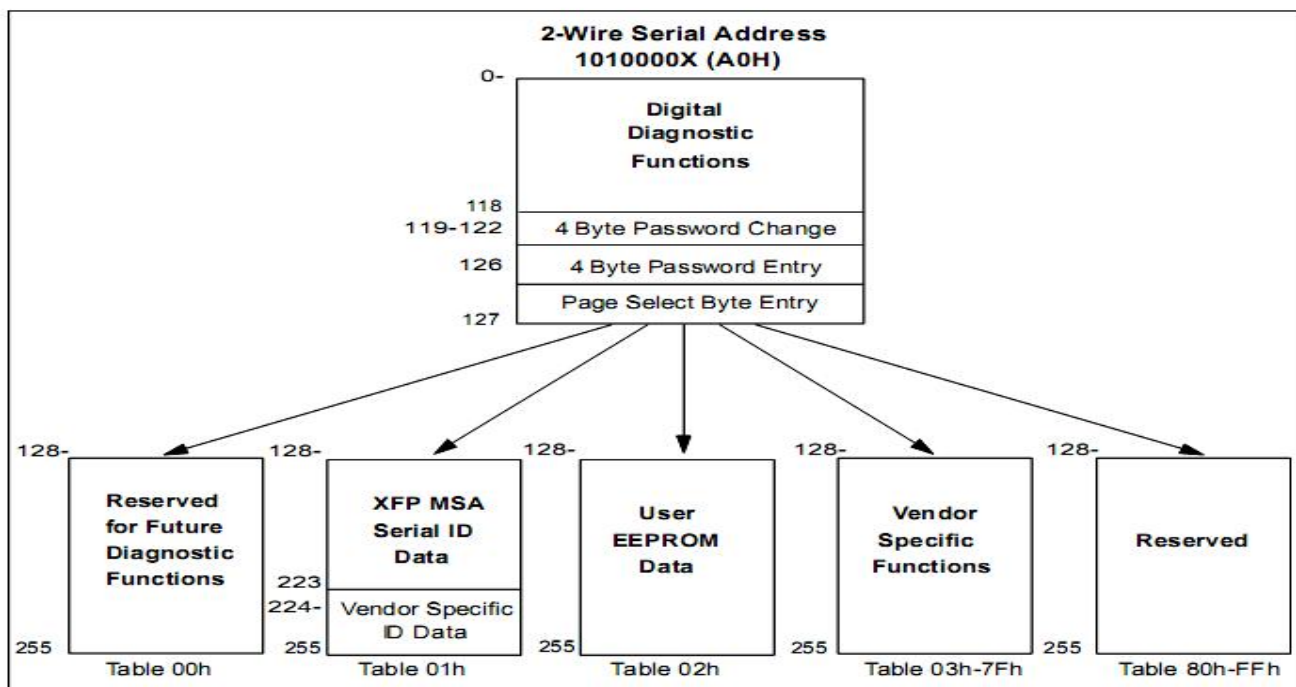 2-Wire Serial Address
1010000X (A0H)
0-
Digital
Diagnostic
Functions
118
119-122
4 Byte Password Change
126
4 Byte Password Entry
Page Select Byte Entry
127
128-
Reserved
for Future
Diagnostic
Functions
255
Table 00h
128-
XFP MSA
Serial ID
Data
223
224-
Vendor Specific
ID Data
255
Table 01h
128-
User
EEPROM
Data
255
Table 02h
128-
Vendor
Specific
Functions
255
Table 03h-7Fh
128-
Reserved
255
Table 80h-FFh